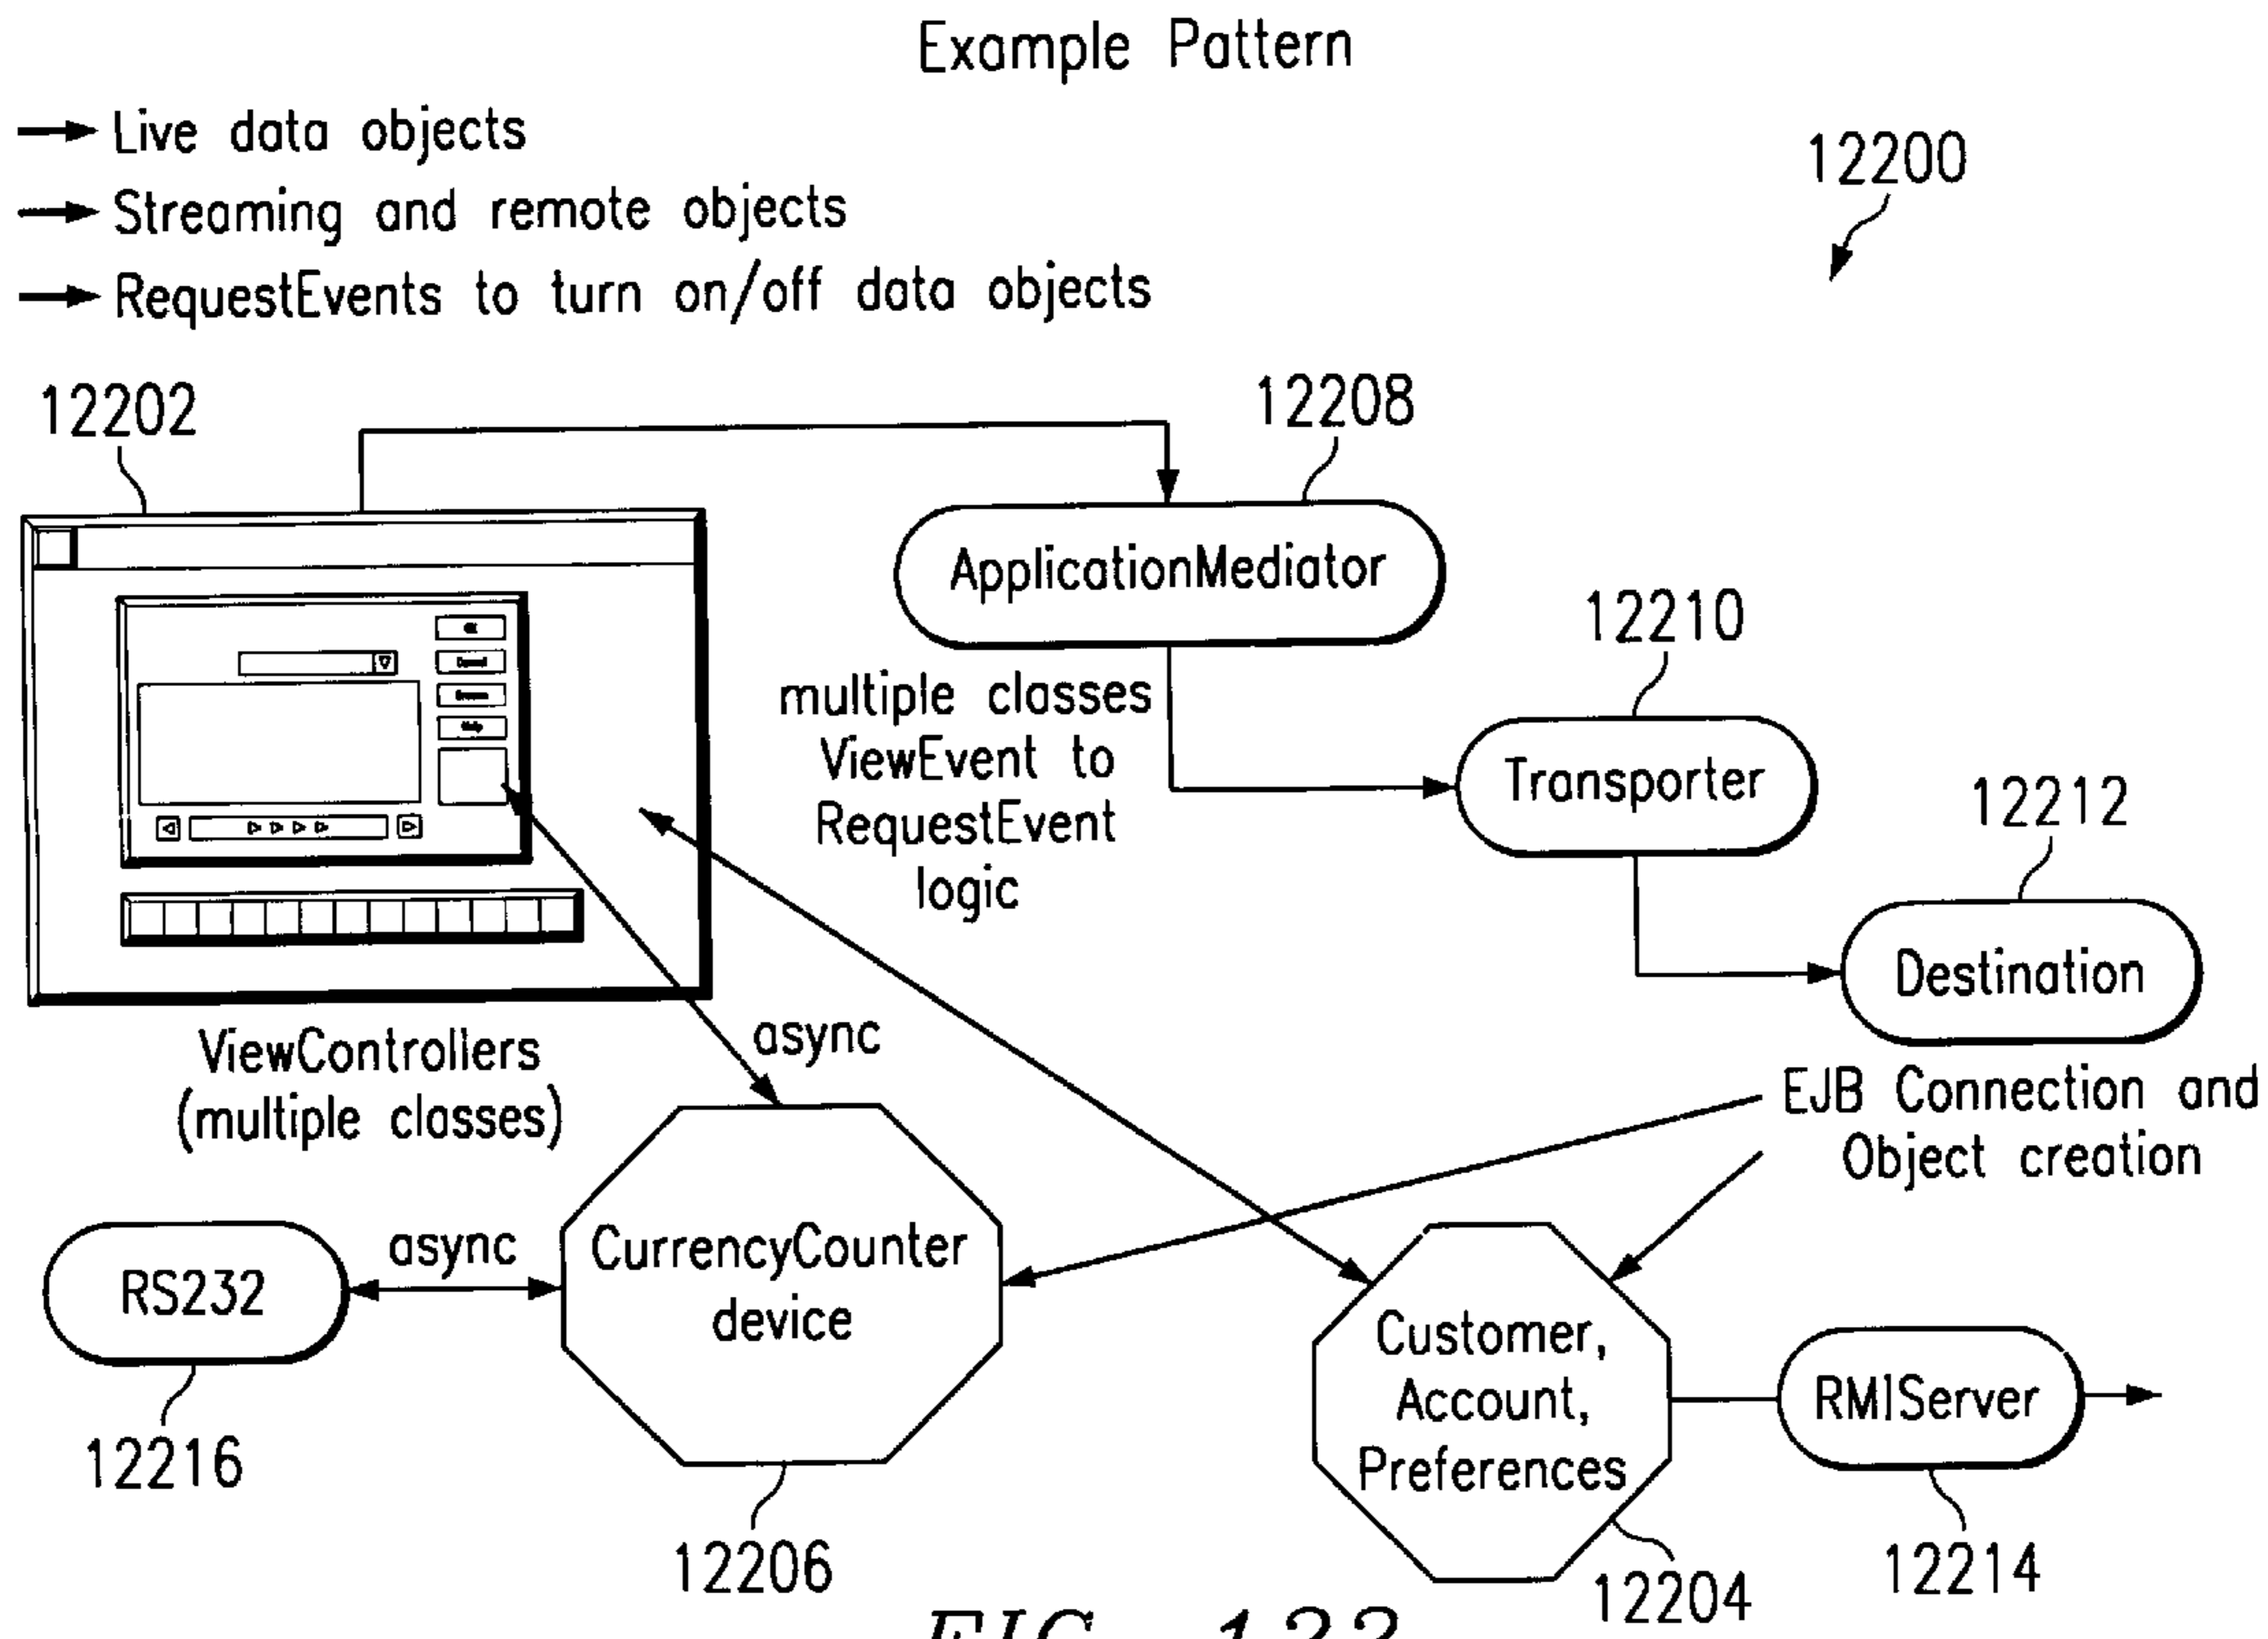 Example Pattern
Live data objects
Streaming and remote objects
RequestEvents to turn on/off data objects
12200
12202
12208
ApplicationMediator
12210
multiple classes
ViewEvent to
RequestEvent
logic
Transporter
12212
Destination
ViewControllers
(multiple classes)
async
EJB Connection and
Object creation
RS232
async
CurrencyCounter
device
Customer,
Account,
Preferences
RMIServer
12216
12206
12204
12214
FIG. 122